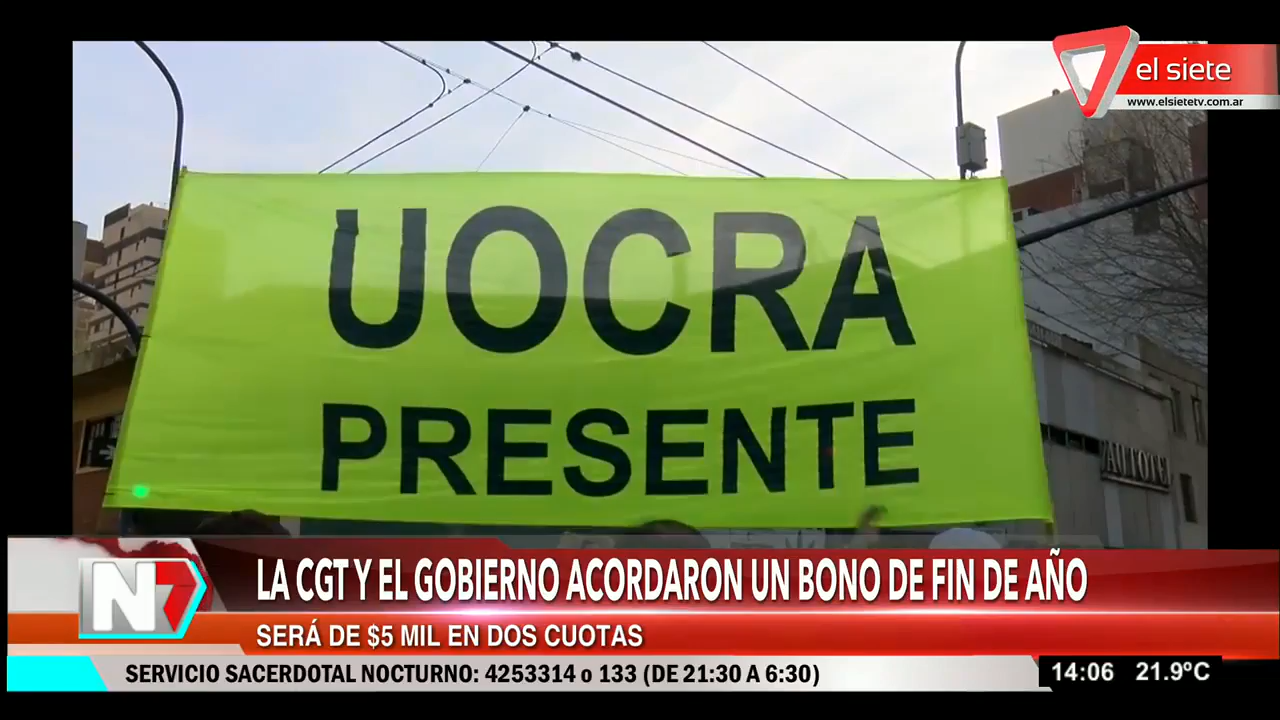 el siete
www.elsietetv.com.ar
UOCRA
PRESENTE
N7
LA CGT Y EL GOBIERNO ACORDARON UN BONO DE FIN DE AÑO
SERÁ DE $5 MIL EN DOS CUOTAS
SERVICIO SACERDOTAL NOCTURNO: 4253314 o 133 (DE 21:30 A 6:30)
14:06 21.9ºC